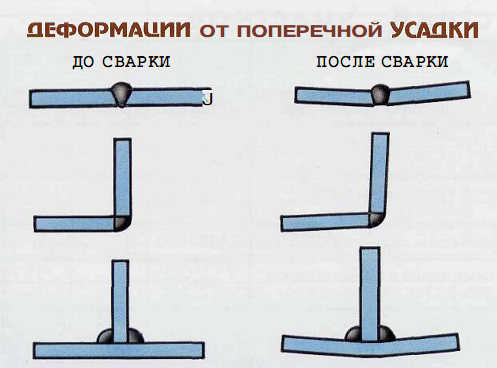 ДЕФОРМАЦИИ ОТ ПОПЕРЕЧНОЙ УСАДКИ
ДО СВАРКИ
ПОСЛЕ СВАРКИ